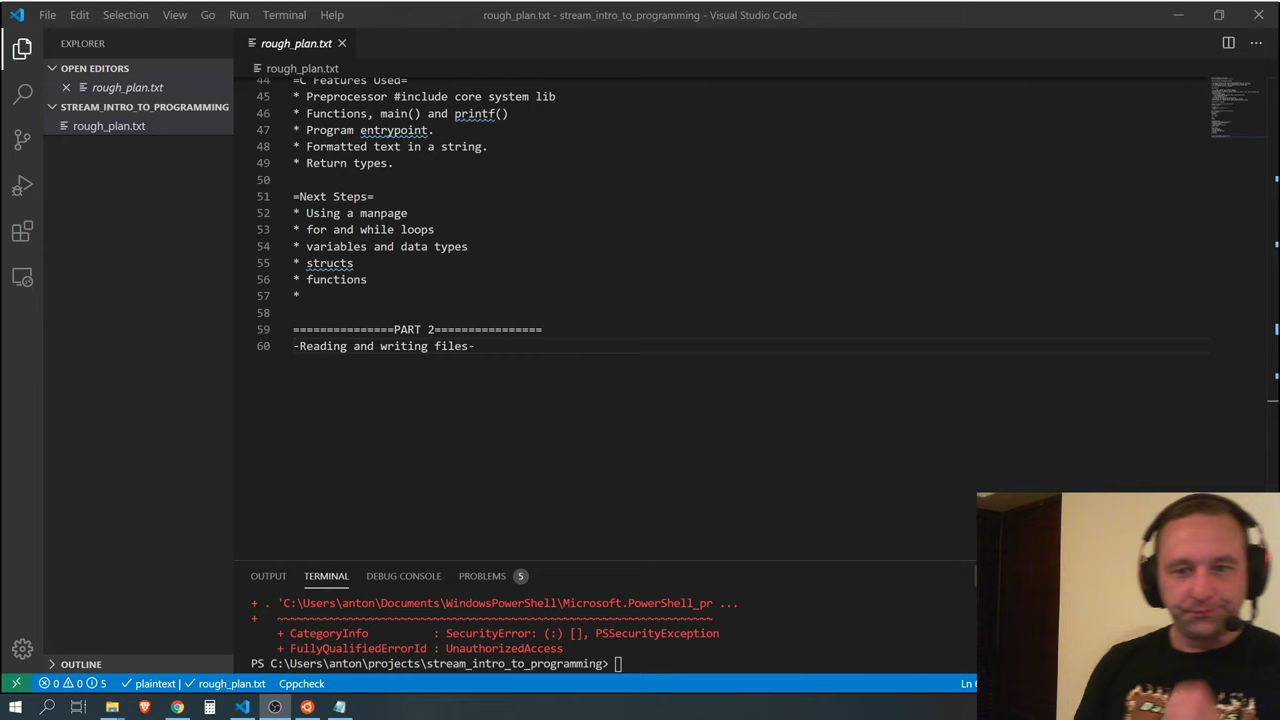 File Edit Selection View Go Run Terminal Help
rough_plan.txt - stream_intro_to_programming - Visual Studio Code
EXPLORER
OPEN EDITORS
rough_plan.txt
STREAM_INTRO_TO_PROGRAMMING
rough_plan.txt
rough_plan.txt
rough_plan.txt
44 =C Features Used=
45 * Preprocessor #include core system lib
46 * Functions, main() and printf()
47 * Program entrypoint.
48 * Formatted text in a string.
49 * Return types.
50
51 =Next Steps=
52 * Using a manpage
53 * for and while loops
54 * variables and data types
55 * structs
56 * functions
57 *
58
59 ===============PART 2================
60 -Reading and writing files-
OUTPUT TERMINAL DEBUG CONSOLE PROBLEMS 5
+ . 'C:\Users\anton\Documents\WindowsPowerShell\Microsoft.PowerShell_pr ...
+ ~~~~~~~~~~~~~~~~~~~~~~~~~~~~~~~~~~~~~~~~~~~~~~~~~~~~~~~~~~~~~~~~~
+ CategoryInfo : SecurityError: (:) [], PSSecurityException
+ FullyQualifiedErrorId : UnauthorizedAccess
PS C:\Users\anton\projects\stream_intro_to_programming>
OUTLINE
0 0 5 plaintext | rough_plan.txt Cppcheck
Ln